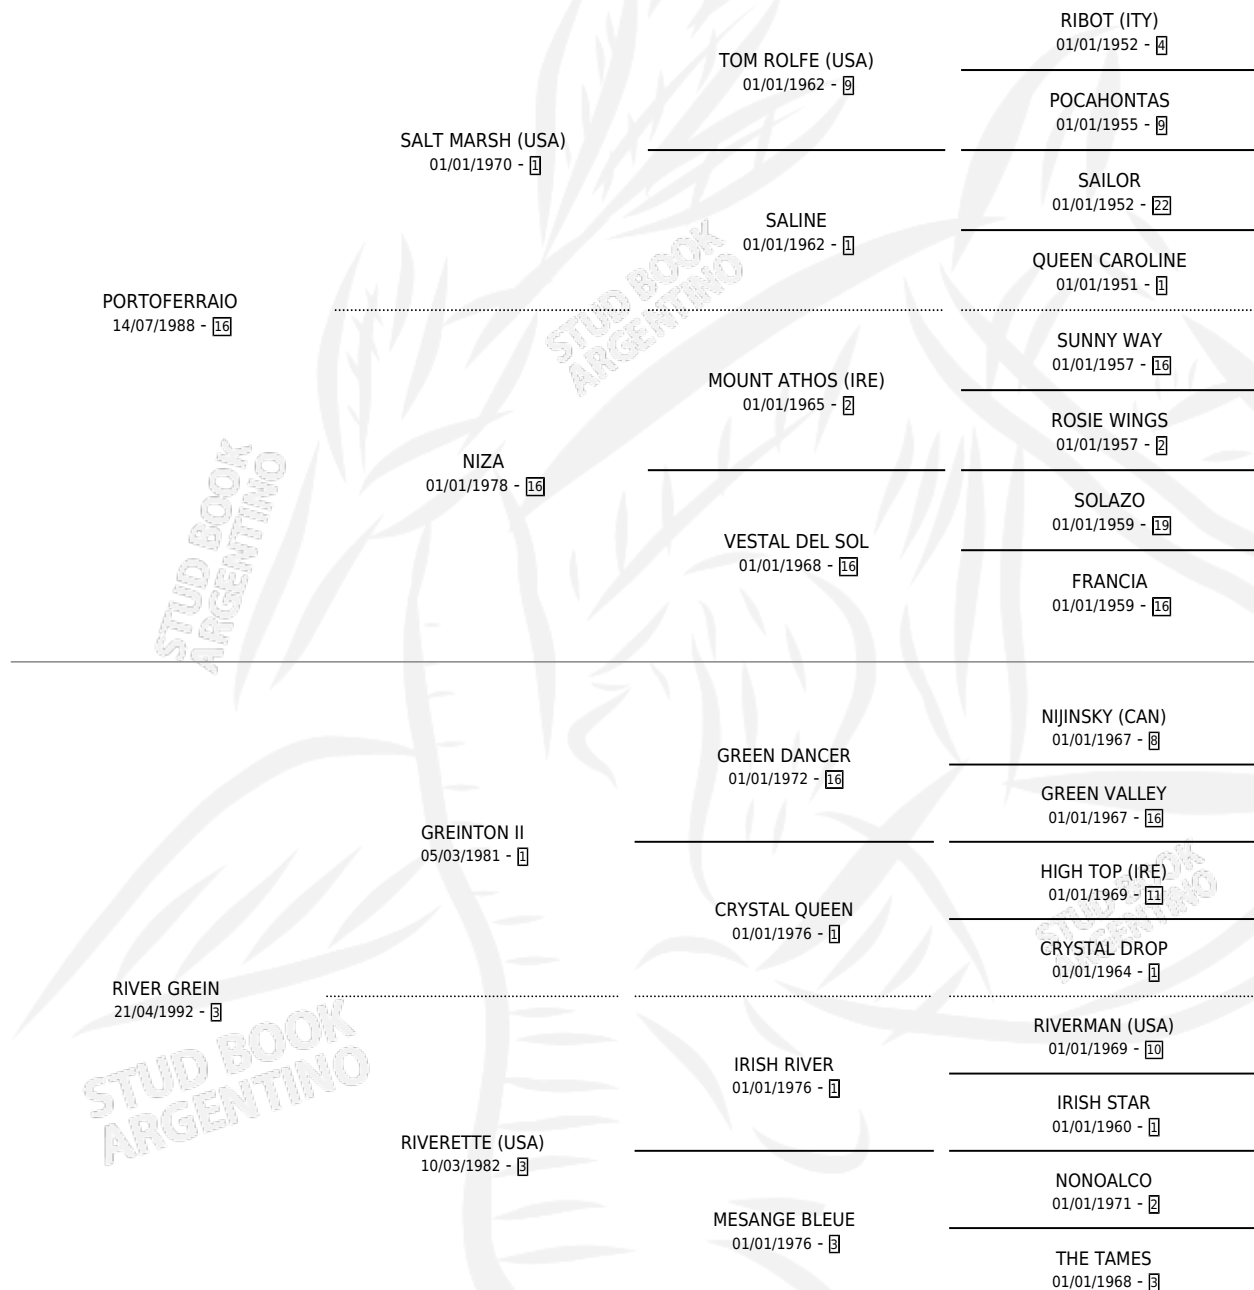 RIBOT (ITY)
01/01/1952 - 4
TOM ROLFE (USA)
01/01/1962 - 9
POCAHONTAS
01/01/1955 - 9
SALT MARSH (USA)
01/01/1970 - 1
SAILOR
01/01/1952 - 22
SALINE
01/01/1962 - 1
QUEEN CAROLINE
01/01/1951 - 1
PORTOFERRAIO
14/07/1988 - 16
STUD BOOK
ARGENTINO
SUNNY WAY
01/01/1957 - 16
MOUNT ATHOS (IRE)
01/01/1965 - 2
ROSIE WINGS
01/01/1957 - 2
NIZA
01/01/1978 - 16
SOLAZO
01/01/1959 - 19
VESTAL DEL SOL
01/01/1968 - 16
FRANCIA
01/01/1959 - 16
STUD BOOK
ARGENTINO
NIJINSKY (CAN)
01/01/1967 - 8
GREEN DANCER
01/01/1972 - 16
GREEN VALLEY
01/01/1967 - 16
GREINTON II
05/03/1981 - 1
HIGH TOP (IRE)
01/01/1969 - 11
CRYSTAL QUEEN
01/01/1976 - 1
STUD BOOK
ARGENTINO
CRYSTAL DROP
01/01/1964 - 1
RIVER GREIN
21/04/1992 - 3
STUD BOOK
ARGENTINO
RIVERMAN (USA)
01/01/1969 - 10
IRISH RIVER
01/01/1976 - 1
IRISH STAR
01/01/1960 - 1
RIVERETTE (USA)
10/03/1982 - 3
NONOALCO
01/01/1971 - 2
MESANGE BLEUE
01/01/1976 - 3
THE TAMES
01/01/1968 - 3